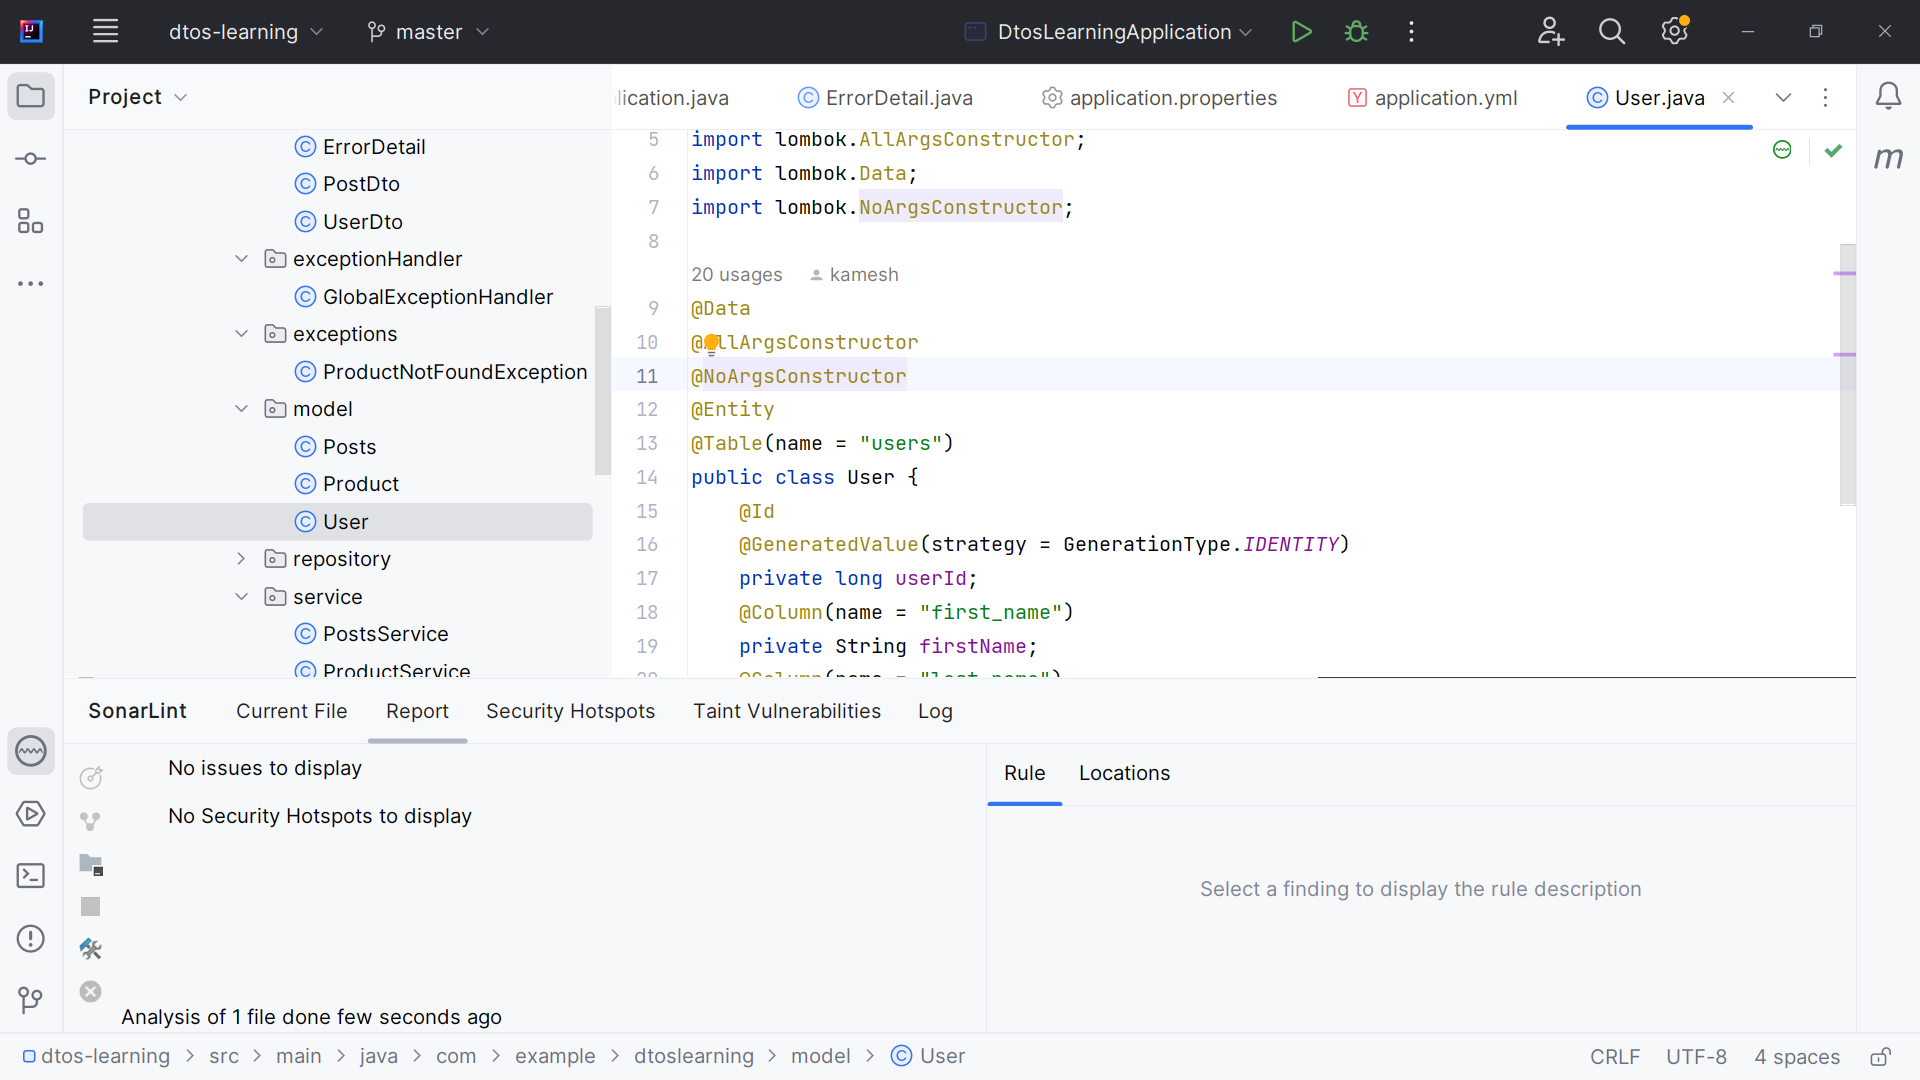 dtos-learning
master
DtosLearningApplication
Project
lication.java
ErrorDetail.java
application.properties
application.yml
User.java
ErrorDetail
PostDto
UserDto
exceptionHandler
GlobalExceptionHandler
exceptions
ProductNotFoundException
model
Posts
Product
User
repository
service
PostsService
ProductService
5 import lombok.AllArgsConstructor;
6 import lombok.Data;
7 import lombok.NoArgsConstructor;
8
20 usages kamesh
9 @Data
10 @AllArgsConstructor
11 @NoArgsConstructor
12 @Entity
13 @Table(name = "users")
14 public class User {
15 @Id
16 @GeneratedValue(strategy = GenerationType.IDENTITY)
17 private long userId;
18 @Column(name = "first_name")
19 private String firstName;
20 @Column(name = "last_name")
m
SonarLint
Current File
Report
Security Hotspots
Taint Vulnerabilities
Log
No issues to display
No Security Hotspots to display
Analysis of 1 file done few seconds ago
Rule
Locations
Select a finding to display the rule description
dtos-learning > src > main > java > com > example > dtoslearning > model > User
CRLF
UTF-8
4 spaces